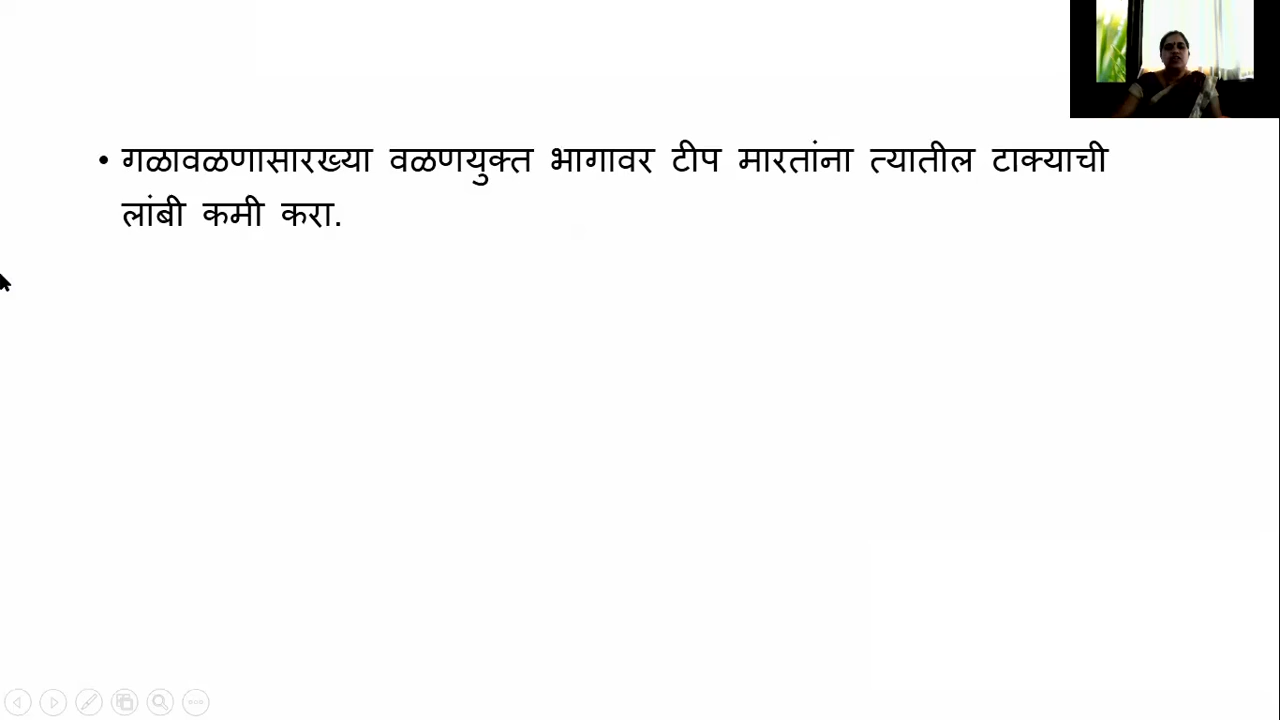 • गळावळणासारख्या वळणयुक्त भागावर टीप मारतांना त्यातील टाक्याची
लांबी कमी करा.